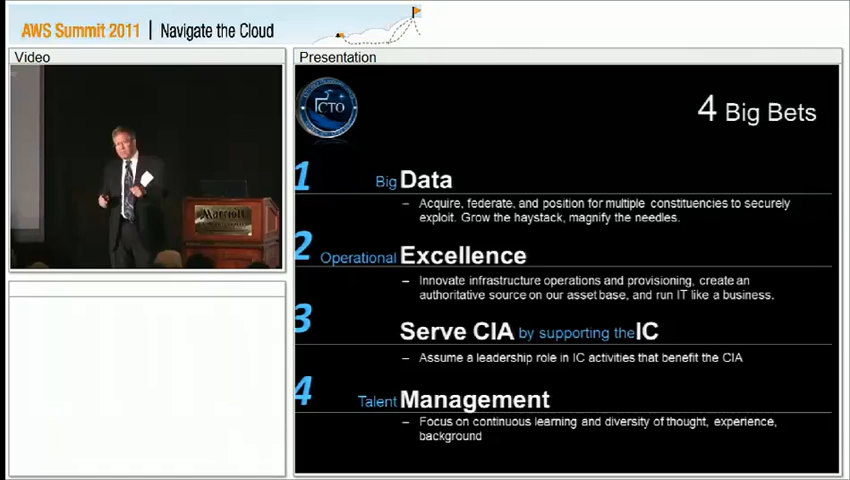 AWS Summit 2011 | Navigate the Cloud
Video
Marriott
Presentation
CTO
4 Big Bets
1 Big Data
– Acquire, federate, and position for multiple constituencies to securely
exploit. Grow the haystack, magnify the needles.
2 Operational Excellence
– Innovate infrastructure operations and provisioning, create an
authoritative source on our asset base, and run IT like a business.
3 Serve CIA by supporting the IC
– Assume a leadership role in IC activities that benefit the CIA
4 Talent Management
– Focus on continuous learning and diversity of thought, experience,
background